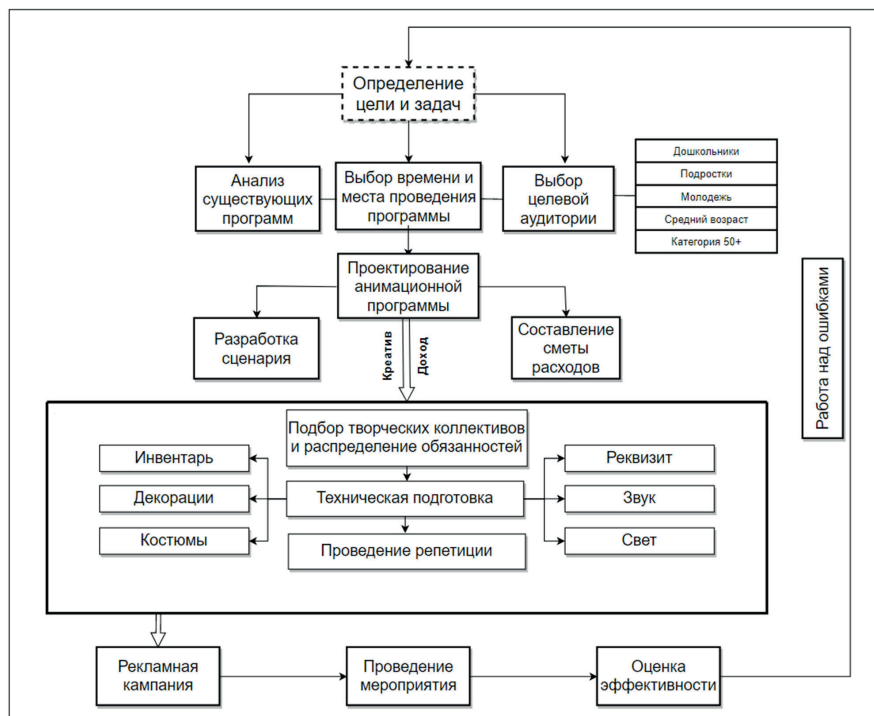 Определение
цели и задач
Анализ
существующих
программ
Выбор времени и
места проведения
программы
Выбор
целевой
аудитории
Дошкольники
Подростки
Молодежь
Средний возраст
Категория 50+
Проектирование
анимационной
программы
Разработка
сценария
Креатив
Доход
Составление
сметы
расходов
Работа над ошибками
Подбор творческих коллективов
и распределение обязанностей
Инвентарь
Декорации
Костюмы
Техническая подготовка
Проведение репетиции
Реквизит
Звук
Свет
Рекламная
кампания
Проведение
мероприятия
Оценка
эффективности